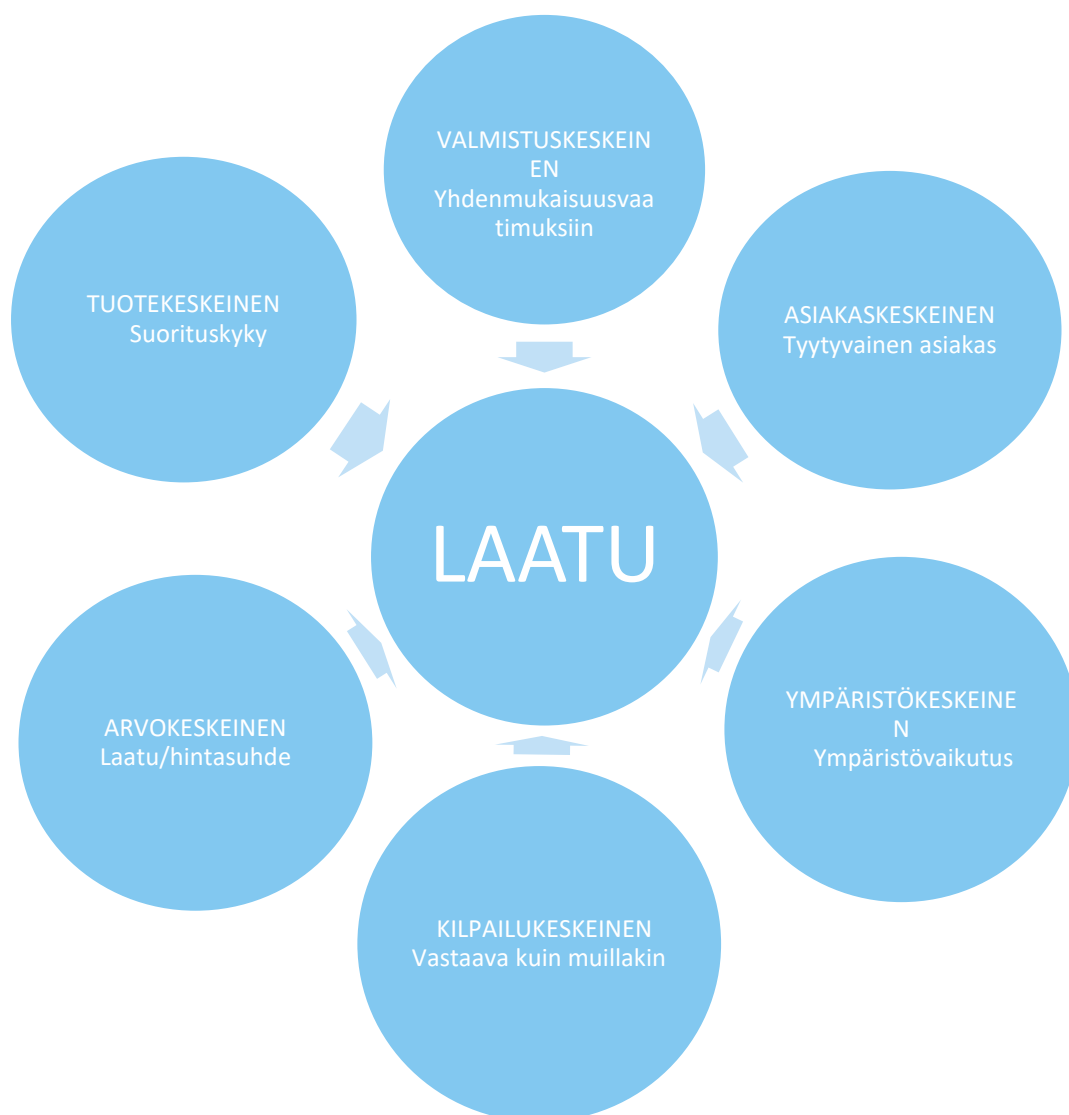 VALMISTUSKESKEIN
EN
Yhdenmukaisuusvaa
timuksiin
TUOTEKESKEINEN
Suorituskyky
ASIAKASKESKEINEN
Tyytyvainen asiakas
LAATU
ARVOKESKEINEN
Laatu/hintasuhde
YMPÄRISTÖKESKEINE
N
Ympäristövaikutus
KILPAILUKESKEINEN
Vastaava kuin muillakin